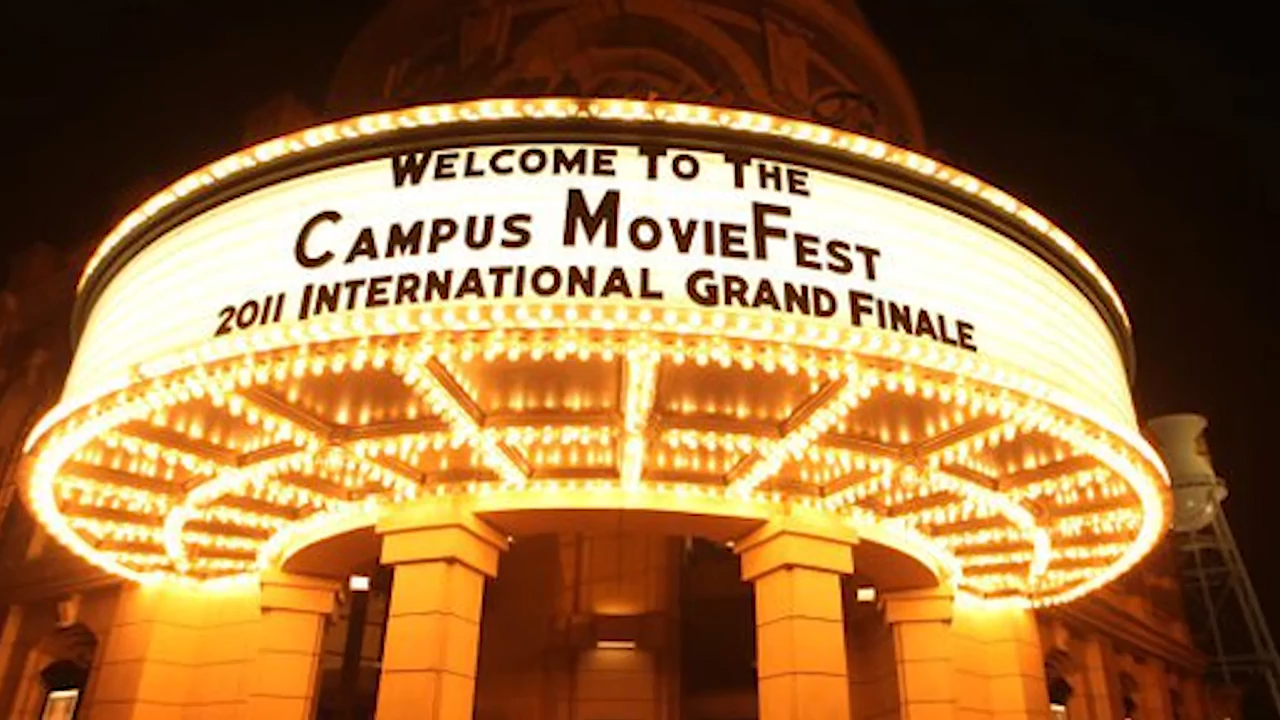 Welcome To The
Campus MovieFest
2011 International Grand Finale